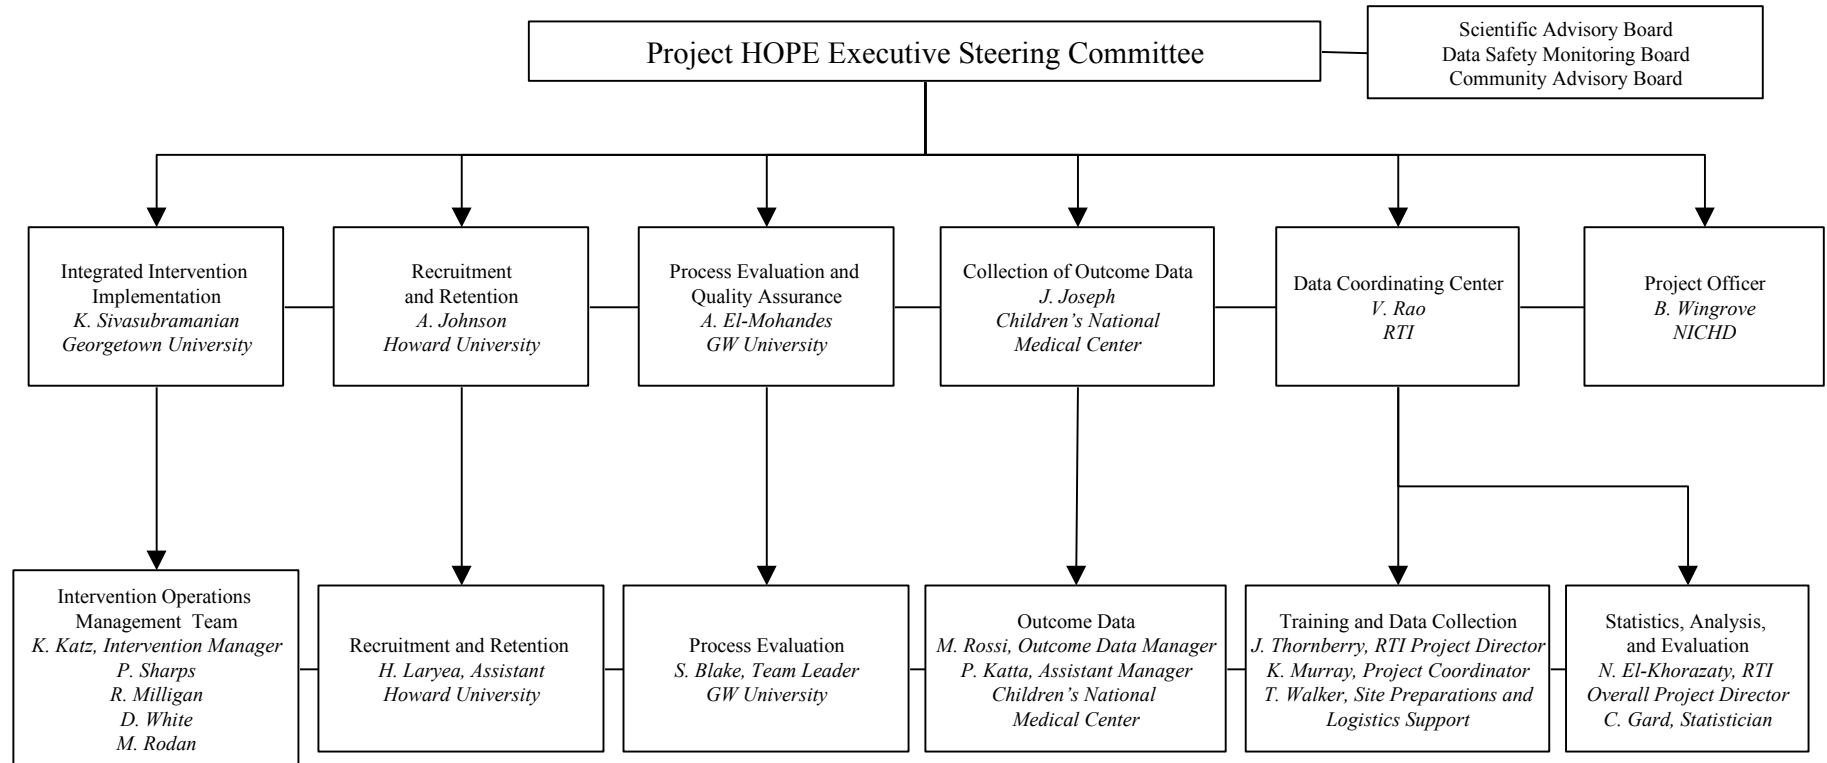 Project HOPE Executive Steering Committee
Scientific Advisory Board
Data Safety Monitoring Board
Community Advisory Board
Integrated Intervention
Implementation
K. Sivasubramanian
Georgetown University
Recruitment
and Retention
A. Johnson
Howard University
Process Evaluation and
Quality Assurance
A. El-Mohandes
GW University
Collection of Outcome Data
J. Joseph
Children’s National
Medical Center
Data Coordinating Center
V. Rao
RTI
Project Officer
B. Wingrove
NICHD
Intervention Operations
Management Team
K. Katz, Intervention Manager
P. Sharps
R. Milligan
D. White
M. Rodan
Recruitment and Retention
H. Laryea, Assistant
Howard University
Process Evaluation
S. Blake, Team Leader
GW University
Outcome Data
M. Rossi, Outcome Data Manager
P. Katta, Assistant Manager
Children’s National
Medical Center
Training and Data Collection
J. Thornberry, RTI Project Director
K. Murray, Project Coordinator
T. Walker, Site Preparations and
Logistics Support
Statistics, Analysis,
and Evaluation
N. El-Khorazaty, RTI
Overall Project Director
C. Gard, Statistician